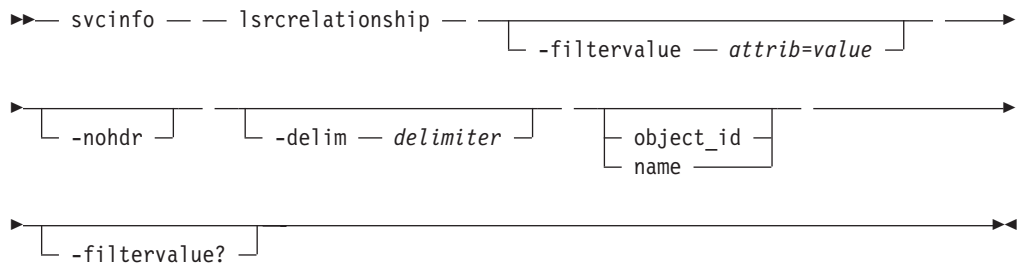 svcinfo lsrcrelationship
-filtervalue attrib=value
-nohdr -delim delimiter object_id
name
-filtervalue?